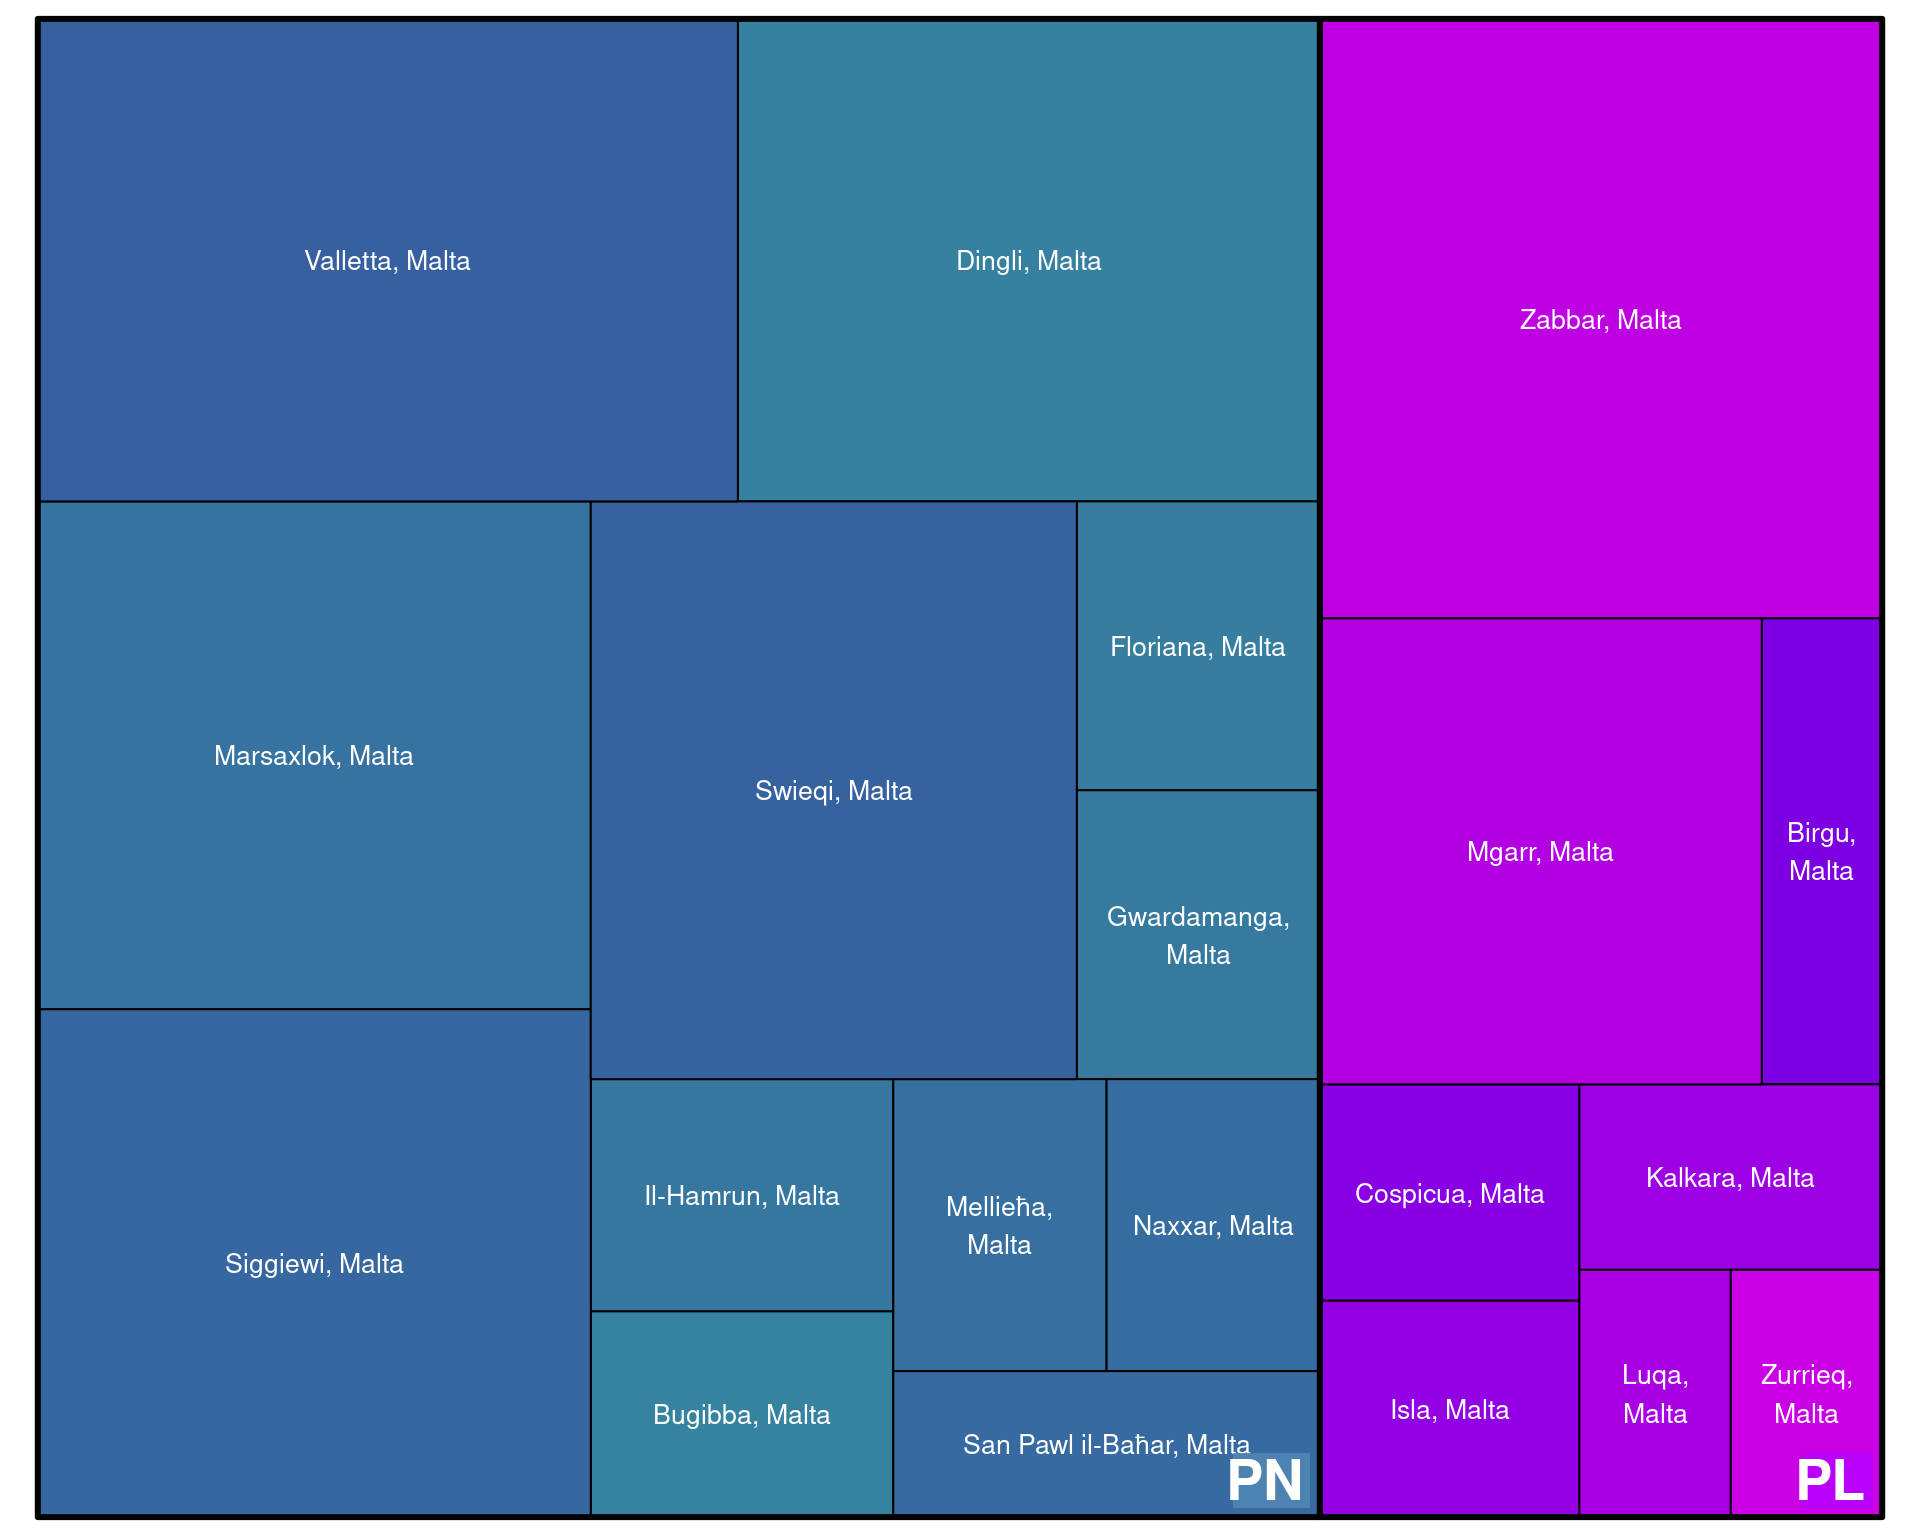 Valletta, Malta
Dingli, Malta
Zabbar, Malta
Marsaxlok, Malta
Swieqi, Malta
Floriana, Malta
Gwardamanga,
Malta
Mgarr, Malta
Birgu,
Malta
Siggiewi, Malta
Il-Hamrun, Malta
Mellieħa,
Malta
Naxxar, Malta
Bugibba, Malta
San Pawl il-Baħar, Malta
PN
Cospicua, Malta
Kalkara, Malta
Isla, Malta
Luqa,
Malta
Zurrieq,
Malta
PL